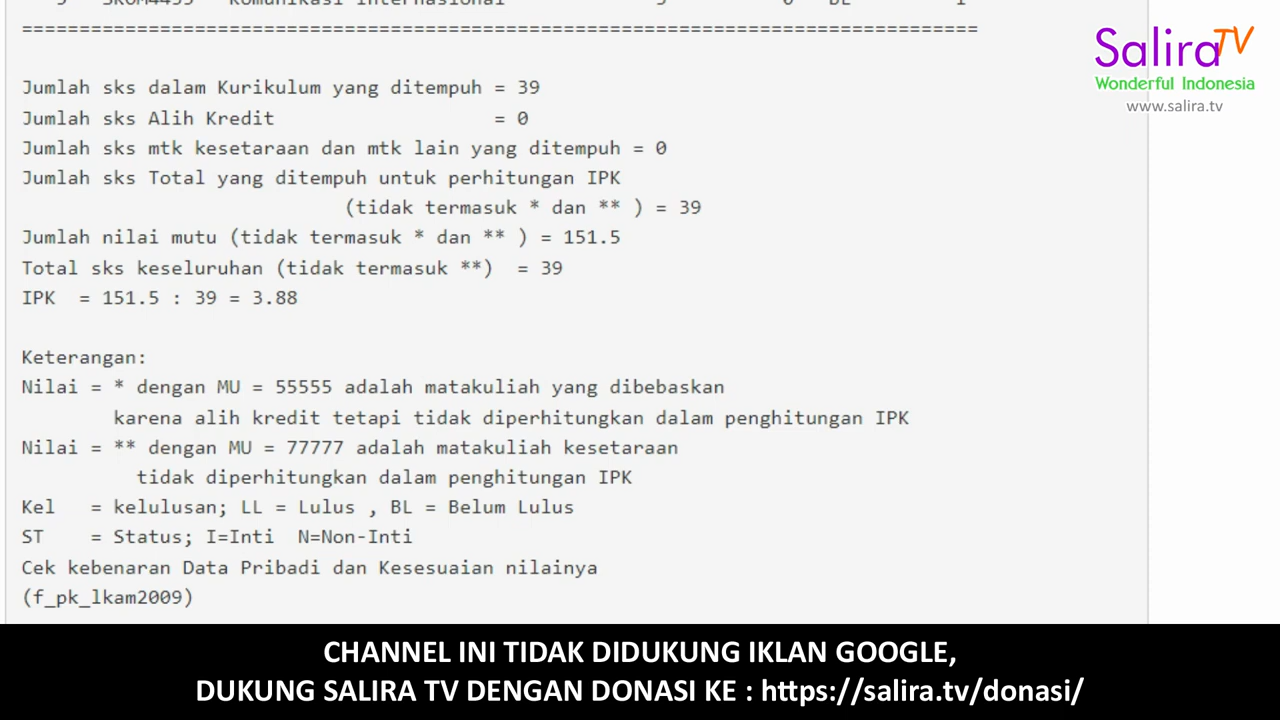 Jumlah sks dalam Kurikulum yang ditempuh = 39
Jumlah sks Alih Kredit = 0
Jumlah sks mtk kesetaraan dan mtk lain yang ditempuh = 0
Jumlah sks Total yang ditempuh untuk perhitungan IPK
(tidak termasuk * dan ** ) = 39
Jumlah nilai mutu (tidak termasuk * dan ** ) = 151.5
Total sks keseluruhan (tidak termasuk **) = 39
IPK = 151.5 : 39 = 3.88
Keterangan:
Nilai = * dengan MU = 55555 adalah matakuliah yang dibebaskan
karena alih kredit tetapi tidak diperhitungkan dalam penghitungan IPK
Nilai = ** dengan MU = 77777 adalah matakuliah kesetaraan
tidak diperhitungkan dalam penghitungan IPK
Kel = kelulusan; LL = Lulus , BL = Belum Lulus
ST = Status; I=Inti N=Non-Inti
Cek kebenaran Data Pribadi dan Kesesuaian nilainya
(f_pk_lkam2009)
Salira TV
Wonderful Indonesia
www.salira.tv
CHANNEL INI TIDAK DIDUKUNG IKLAN GOOGLE,
DUKUNG SALIRA TV DENGAN DONASI KE : https://salira.tv/donasi/